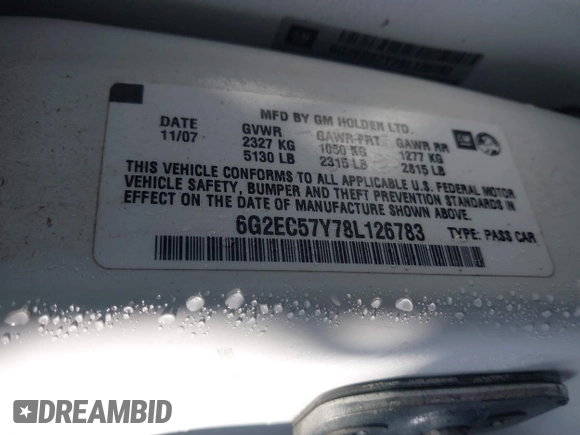 MFD BY GM HOLDEN LTD.
DATE GVWR GAWR FRT GAWR RR GM
11/07 2327 KG 1050 KG 1277 KG
5130 LB 2315 LB 2815 LB
THIS VEHICLE CONFORMS TO ALL APPLICABLE U.S. FEDERAL MOTOR
VEHICLE SAFETY, BUMPER AND THEFT PREVENTION STANDARDS IN
EFFECT ON THE DATE OF MANUFACTURE SHOWN ABOVE.
6G2EC57Y78L126783 TYPE: PASS CAR
DREAMBID